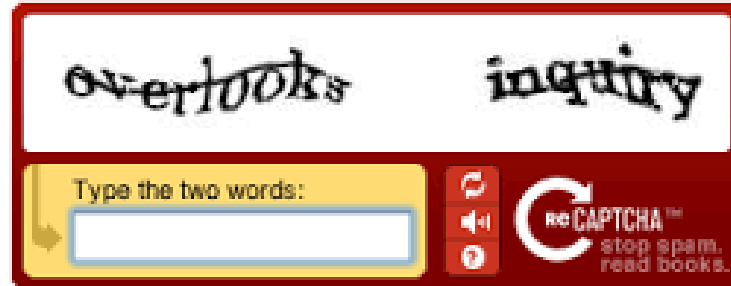 overlooks inquiry
Type the two words:
ReCAPTCHA™
stop spam.
read books.